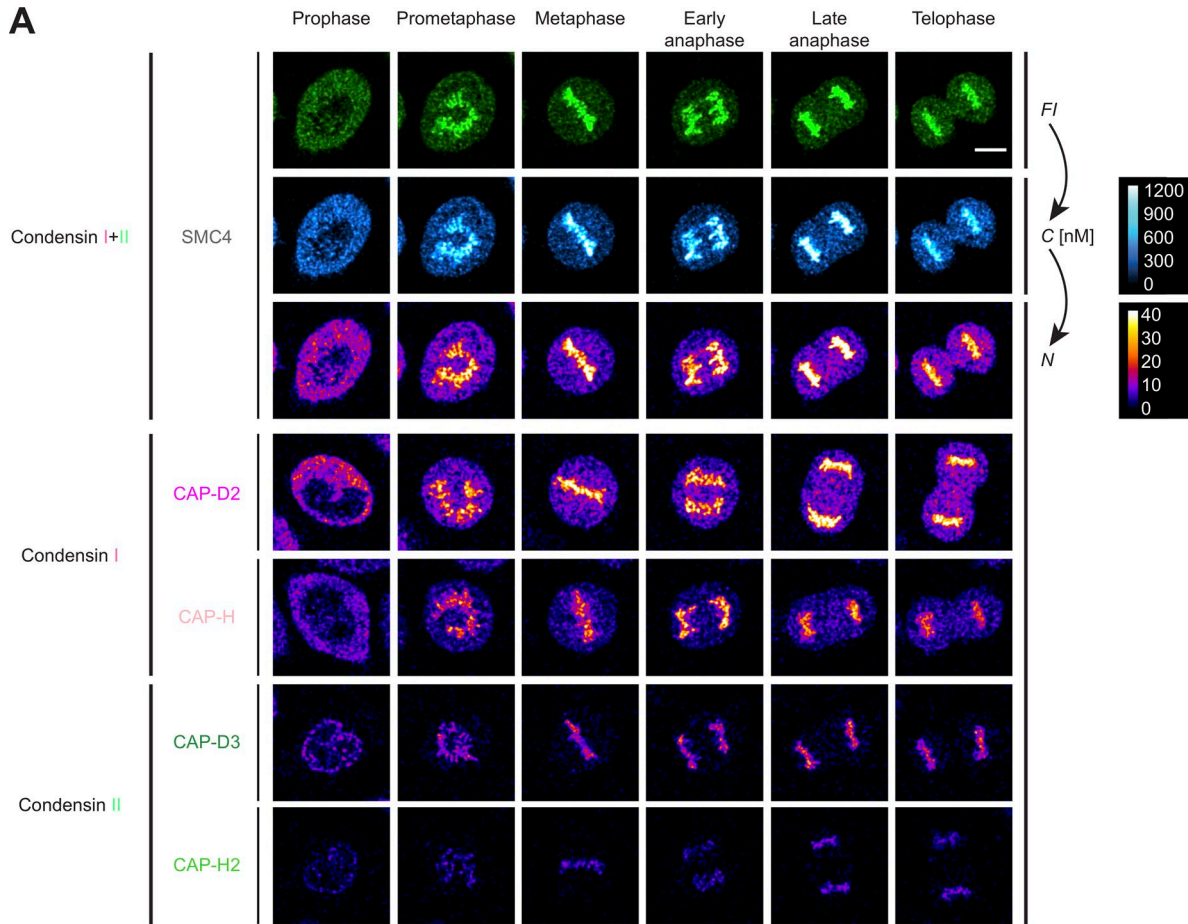 A
Prophase
Prometaphase
Metaphase
Early
anaphase
Late
anaphase
Telophase
FI
Condensin I+II
SMC4
C [nM]
1200
900
600
300
0
N
40
30
20
10
0
CAP-D2
Condensin I
CAP-H
CAP-D3
Condensin II
CAP-H2